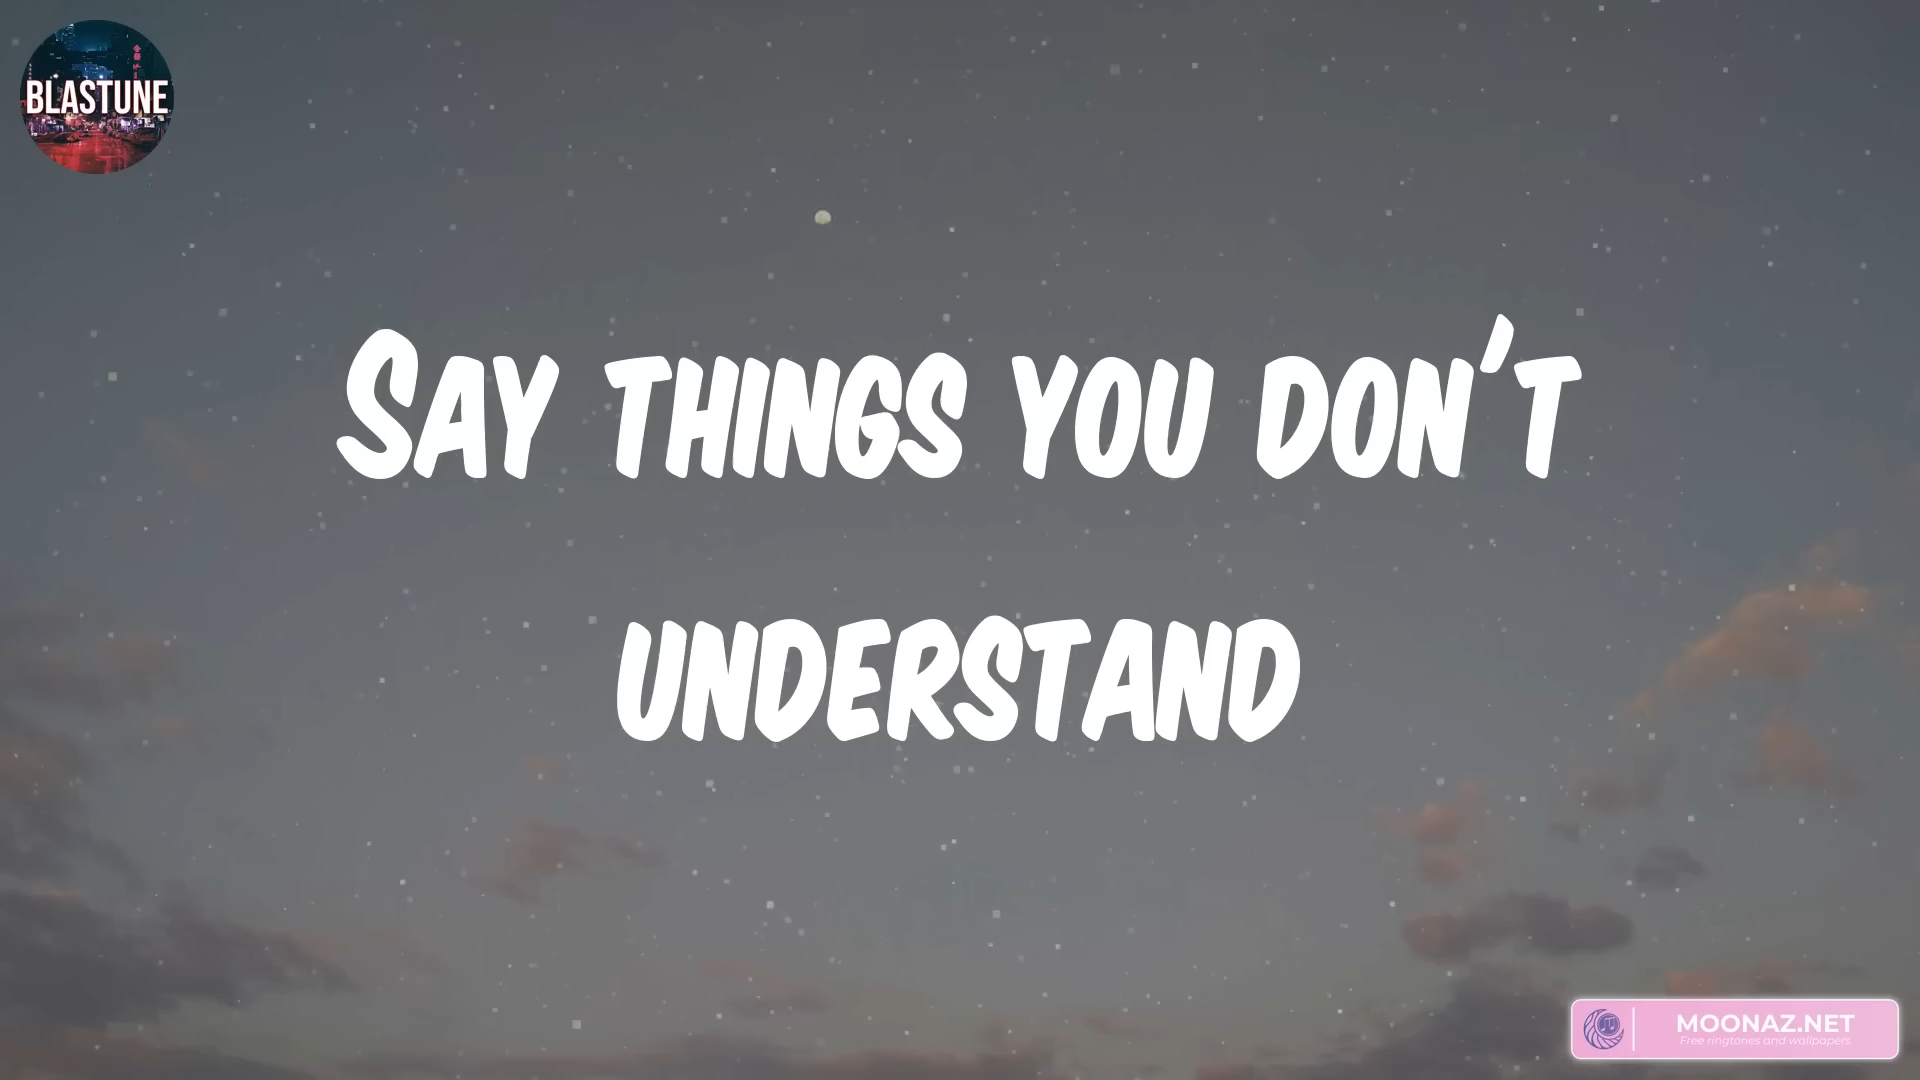 BLASTUNE
SAY THINGS YOU DON'T
UNDERSTAND
MOONAZ.NET
Free ringtones and wallpapers